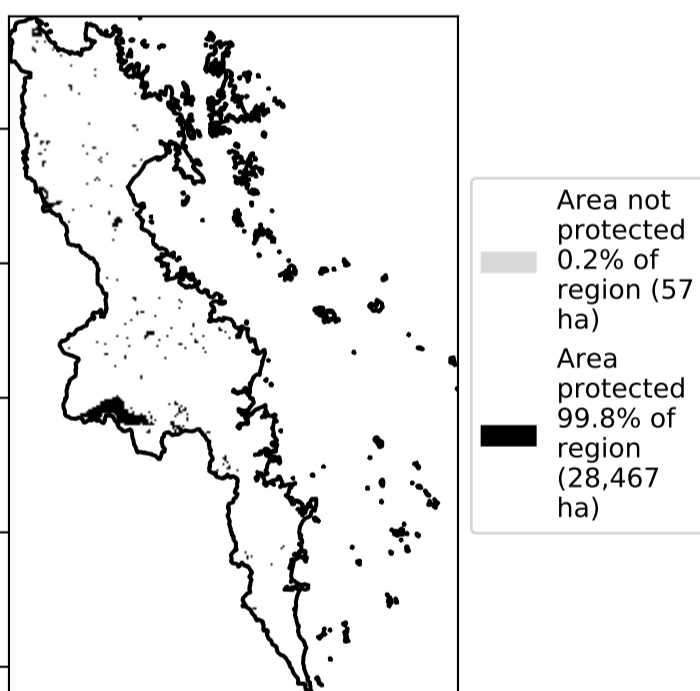 Area not
protected
0.2% of
region (57
ha)
Area
protected
99.8% of
region
(28,467
ha)